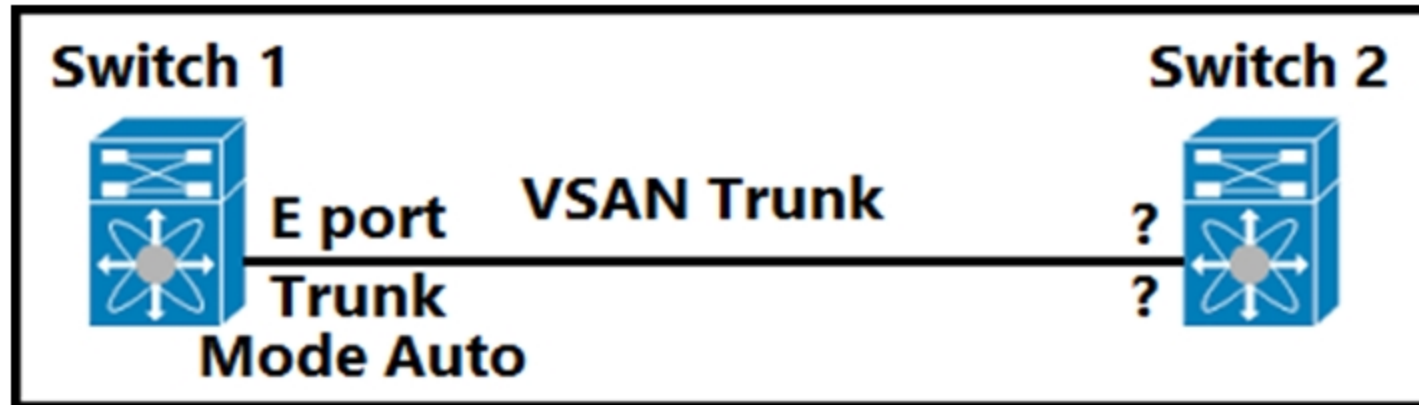 Switch 1
Switch 2
E port
VSAN Trunk
?
Trunk
?
Mode Auto